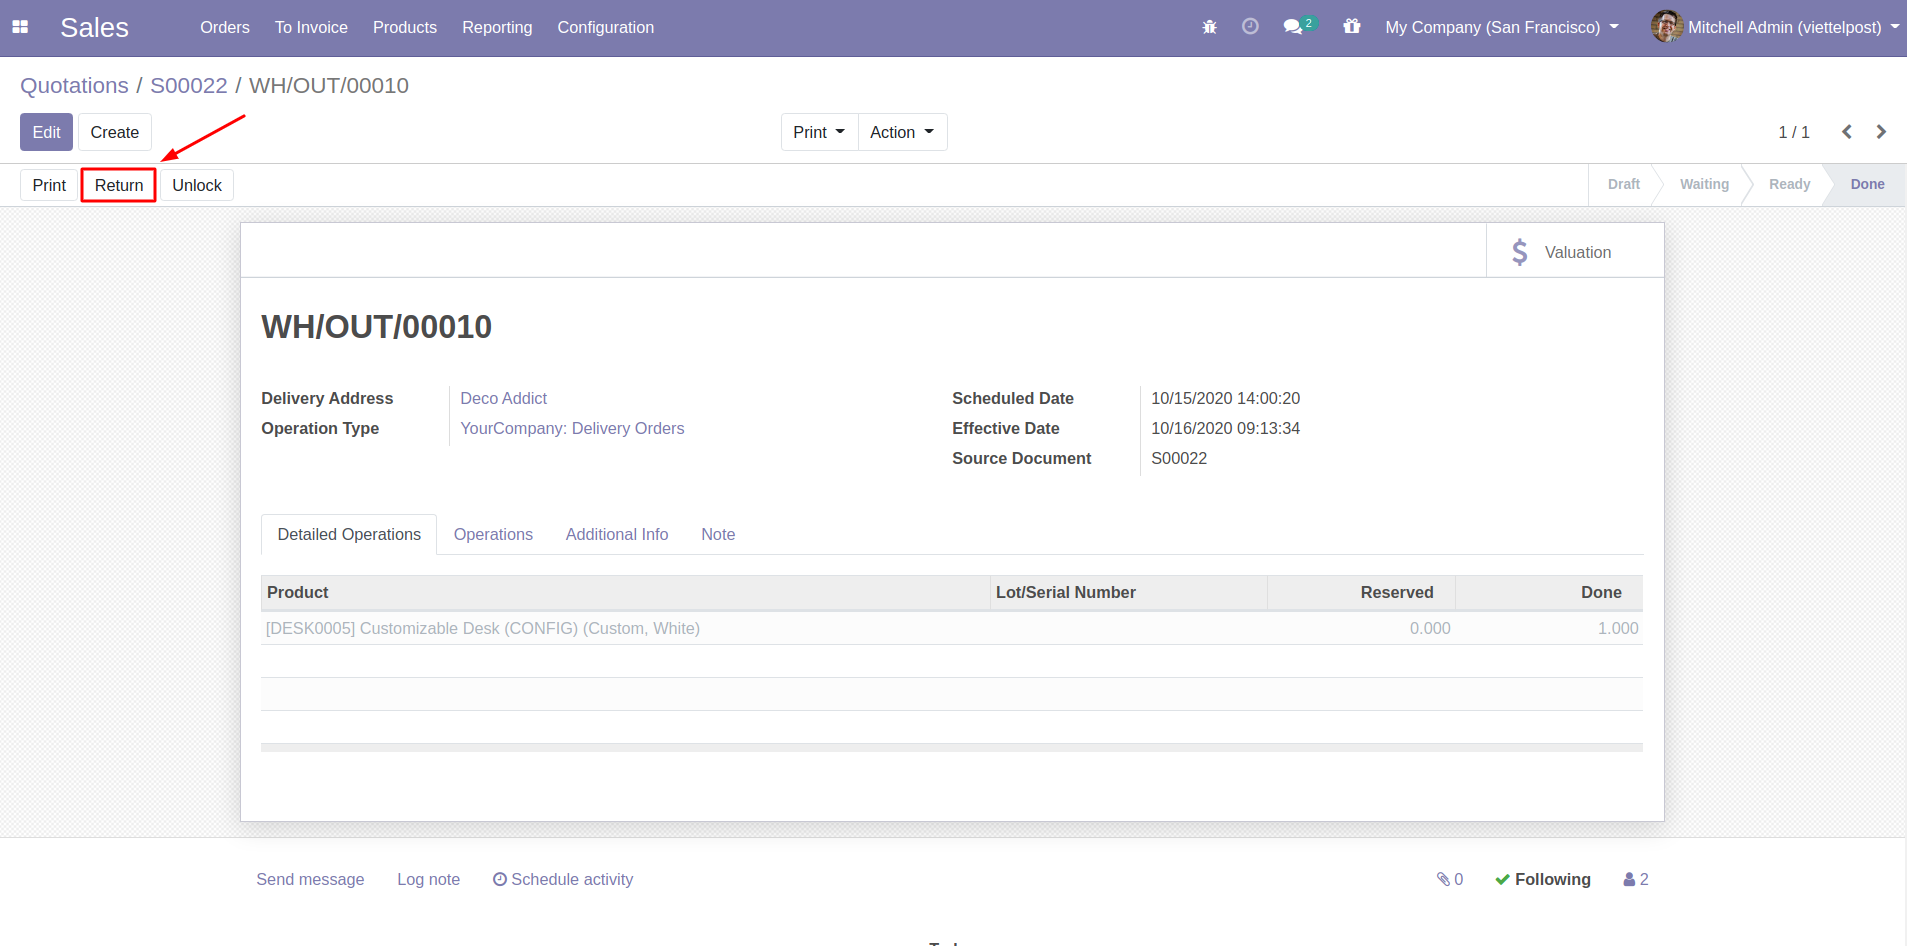 Sales Orders To Invoice Products Reporting Configuration 2 My Company (San Francisco) Mitchell Admin (viettelpost)
Quotations / S00022 / WH/OUT/00010
Edit Create Print Action 1 / 1
Print Return Unlock Draft Waiting Ready Done
$ Valuation
WH/OUT/00010
Delivery Address Deco Addict Scheduled Date 10/15/2020 14:00:20
Operation Type YourCompany: Delivery Orders Effective Date 10/16/2020 09:13:34
Source Document S00022
Detailed Operations Operations Additional Info Note
Product Lot/Serial Number Reserved Done
[DESK0005] Customizable Desk (CONFIG) (Custom, White) 0.000 1.000
Send message Log note Schedule activity 0 Following 2